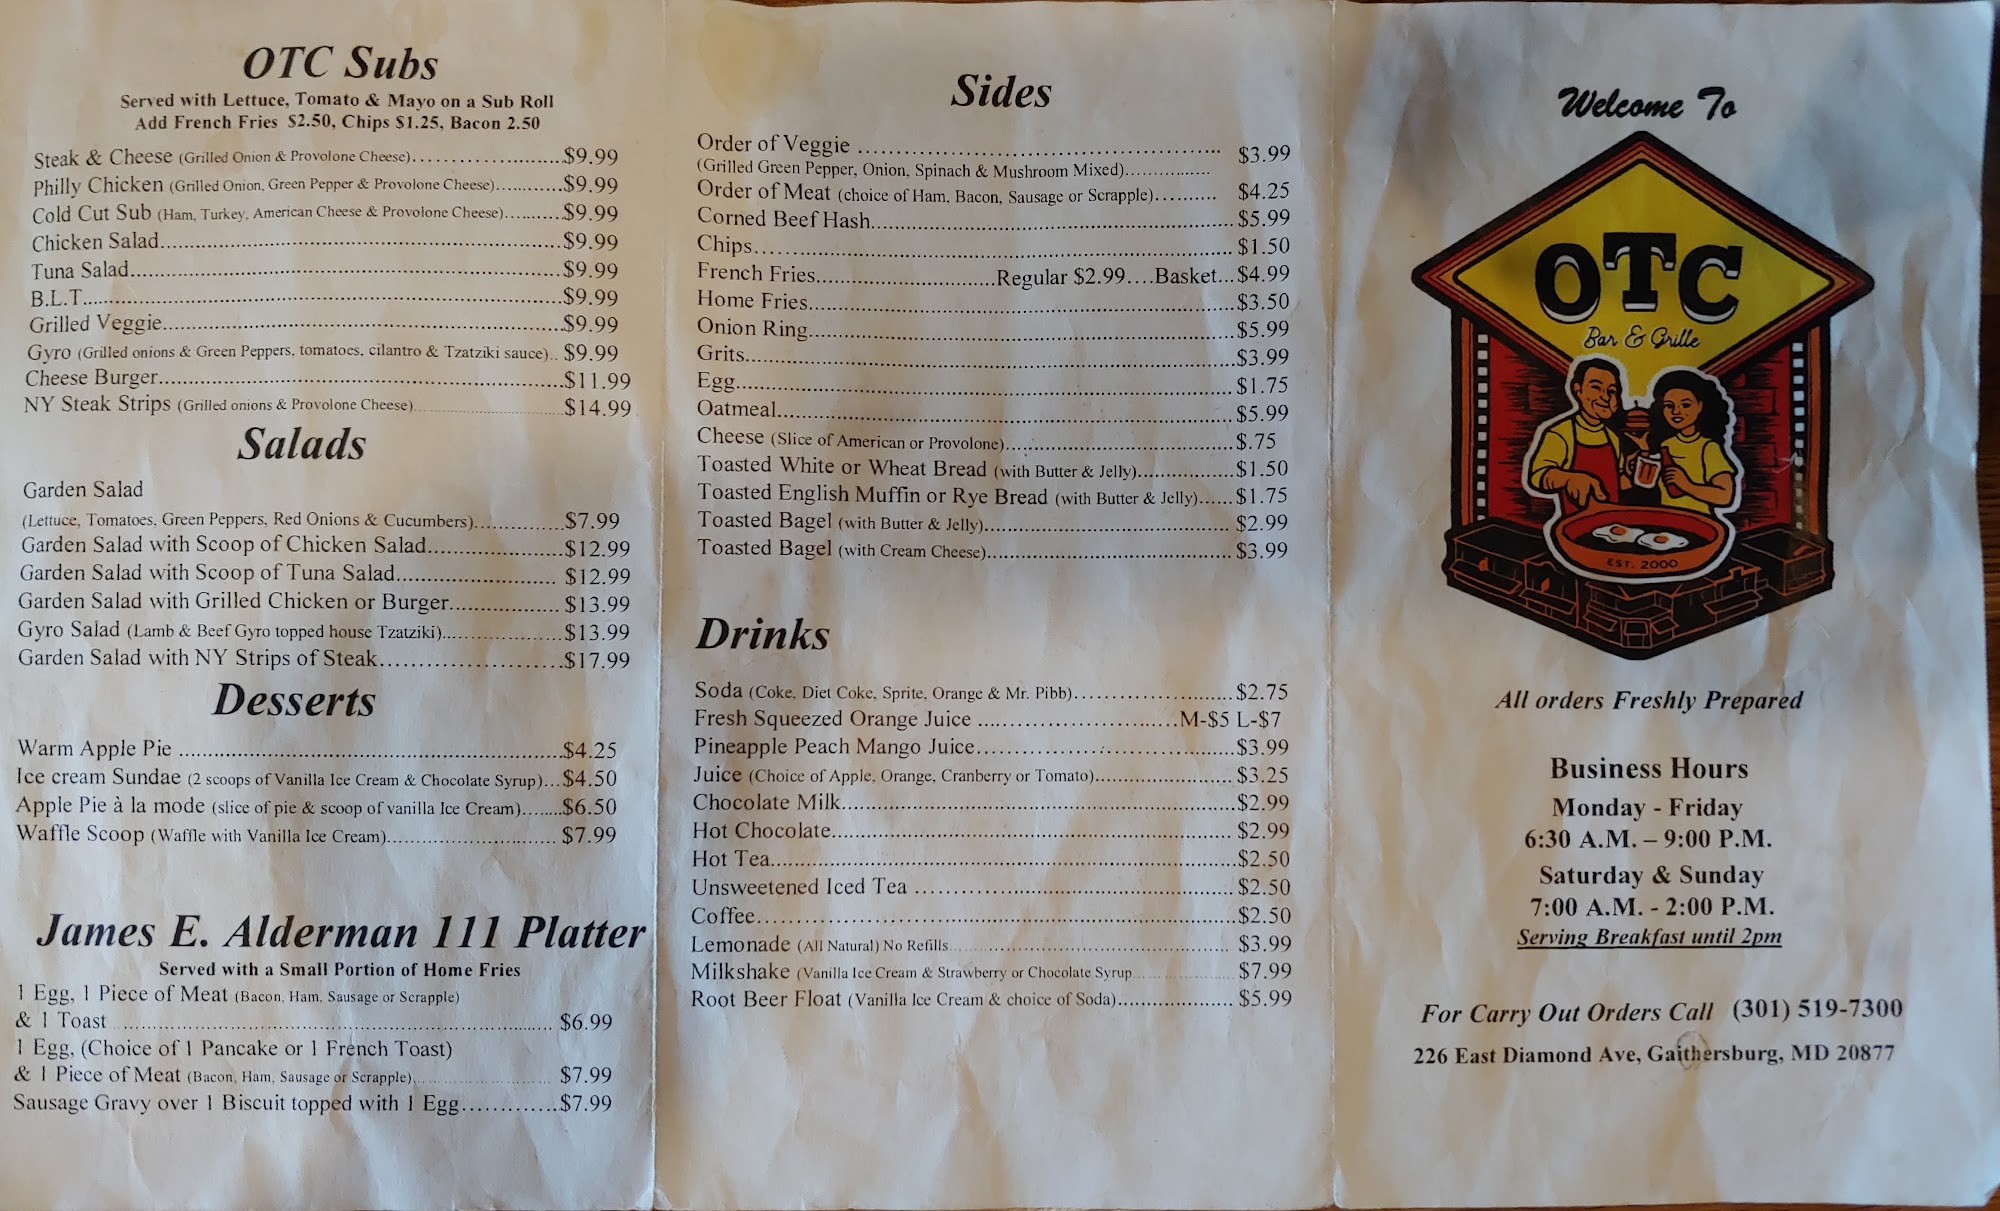 OTC Subs
Served with Lettuce, Tomato & Mayo on a Sub Roll
Add French Fries $2.50, Chips $1.25, Bacon 2.50
Steak & Cheese (Grilled Onion & Provolone Cheese)........................$9.99
Philly Chicken (Grilled Onion, Green Pepper & Provolone Cheese)............$9.99
Cold Cut Sub (Ham, Turkey, American Cheese & Provolone Cheese)...........$9.99
Chicken Salad........................$9.99
Tuna Salad........................$9.99
B.L.T........................$9.99
Grilled Veggie........................$9.99
Gyro (Grilled onions & Green Peppers, tomatoes, cilantro & Tzatziki sauce).. $9.99
Cheese Burger........................$11.99
NY Steak Strips (Grilled onions & Provolone Cheese)........................$14.99
Salads
Garden Salad
(Lettuce, Tomatoes, Green Peppers, Red Onions & Cucumbers)..............$7.99
Garden Salad with Scoop of Chicken Salad........................$12.99
Garden Salad with Scoop of Tuna Salad........................ $12.99
Garden Salad with Grilled Chicken or Burger.................. $13.99
Gyro Salad (Lamb & Beef Gyro topped house Tzatziki)...................$13.99
Garden Salad with NY Strips of Steak........................$17.99
Desserts
Warm Apple Pie ........................$4.25
Ice cream Sundae (2 scoops of Vanilla Ice Cream & Chocolate Syrup)...$4.50
Apple Pie à la mode (slice of pie & scoop of vanilla Ice Cream).......$6.50
Waffle Scoop (Waffle with Vanilla Ice Cream)........................ $7.99
James E. Alderman 111 Platter
Served with a Small Portion of Home Fries
1 Egg, 1 Piece of Meat (Bacon, Ham, Sausage or Scrapple)
& 1 Toast ........................ $6.99
1 Egg, (Choice of 1 Pancake or 1 French Toast)
& 1 Piece of Meat (Bacon, Ham, Sausage or Scrapple)........................ $7.99
Sausage Gravy over 1 Biscuit topped with 1 Egg.............$7.99
Sides
Order of Veggie ........................ $3.99
(Grilled Green Pepper, Onion, Spinach & Mushroom Mixed)................
Order of Meat (choice of Ham, Bacon, Sausage or Scrapple).......... $4.25
Corned Beef Hash........................$5.99
Chips........................$1.50
French Fries........................Regular $2.99....Basket...$4.99
Home Fries........................$3.50
Onion Ring........................$5.99
Grits........................$3.99
Egg........................$1.75
Oatmeal........................$5.99
Cheese (Slice of American or Provolone)........................$.75
Toasted White or Wheat Bread (with Butter & Jelly)................$1.50
Toasted English Muffin or Rye Bread (with Butter & Jelly)......$1.75
Toasted Bagel (with Butter & Jelly)........................ $2.99
Toasted Bagel (with Cream Cheese)........................ $3.99
Drinks
Soda (Coke, Diet Coke, Sprite, Orange & Mr. Pibb)........................$2.75
Fresh Squeezed Orange Juice ........................M-$5 L-$7
Pineapple Peach Mango Juice........................$3.99
Juice (Choice of Apple, Orange, Cranberry or Tomato)........................ $3.25
Chocolate Milk........................$2.99
Hot Chocolate........................ $2.99
Hot Tea........................$2.50
Unsweetened Iced Tea ........................$2.50
Coffee........................$2.50
Lemonade (All Natural) No Refills........................ $3.99
Milkshake (Vanilla Ice Cream & Strawberry or Chocolate Syrup................ $7.99
Root Beer Float (Vanilla Ice Cream & choice of Soda)................... $5.99
Welcome To
OTC
Bar & Grille
EST. 2000
All orders Freshly Prepared
Business Hours
Monday - Friday
6:30 A.M. – 9:00 P.M.
Saturday & Sunday
7:00 A.M. - 2:00 P.M.
Serving Breakfast until 2pm
For Carry Out Orders Call (301) 519-7300
226 East Diamond Ave, Gaithersburg, MD 20877